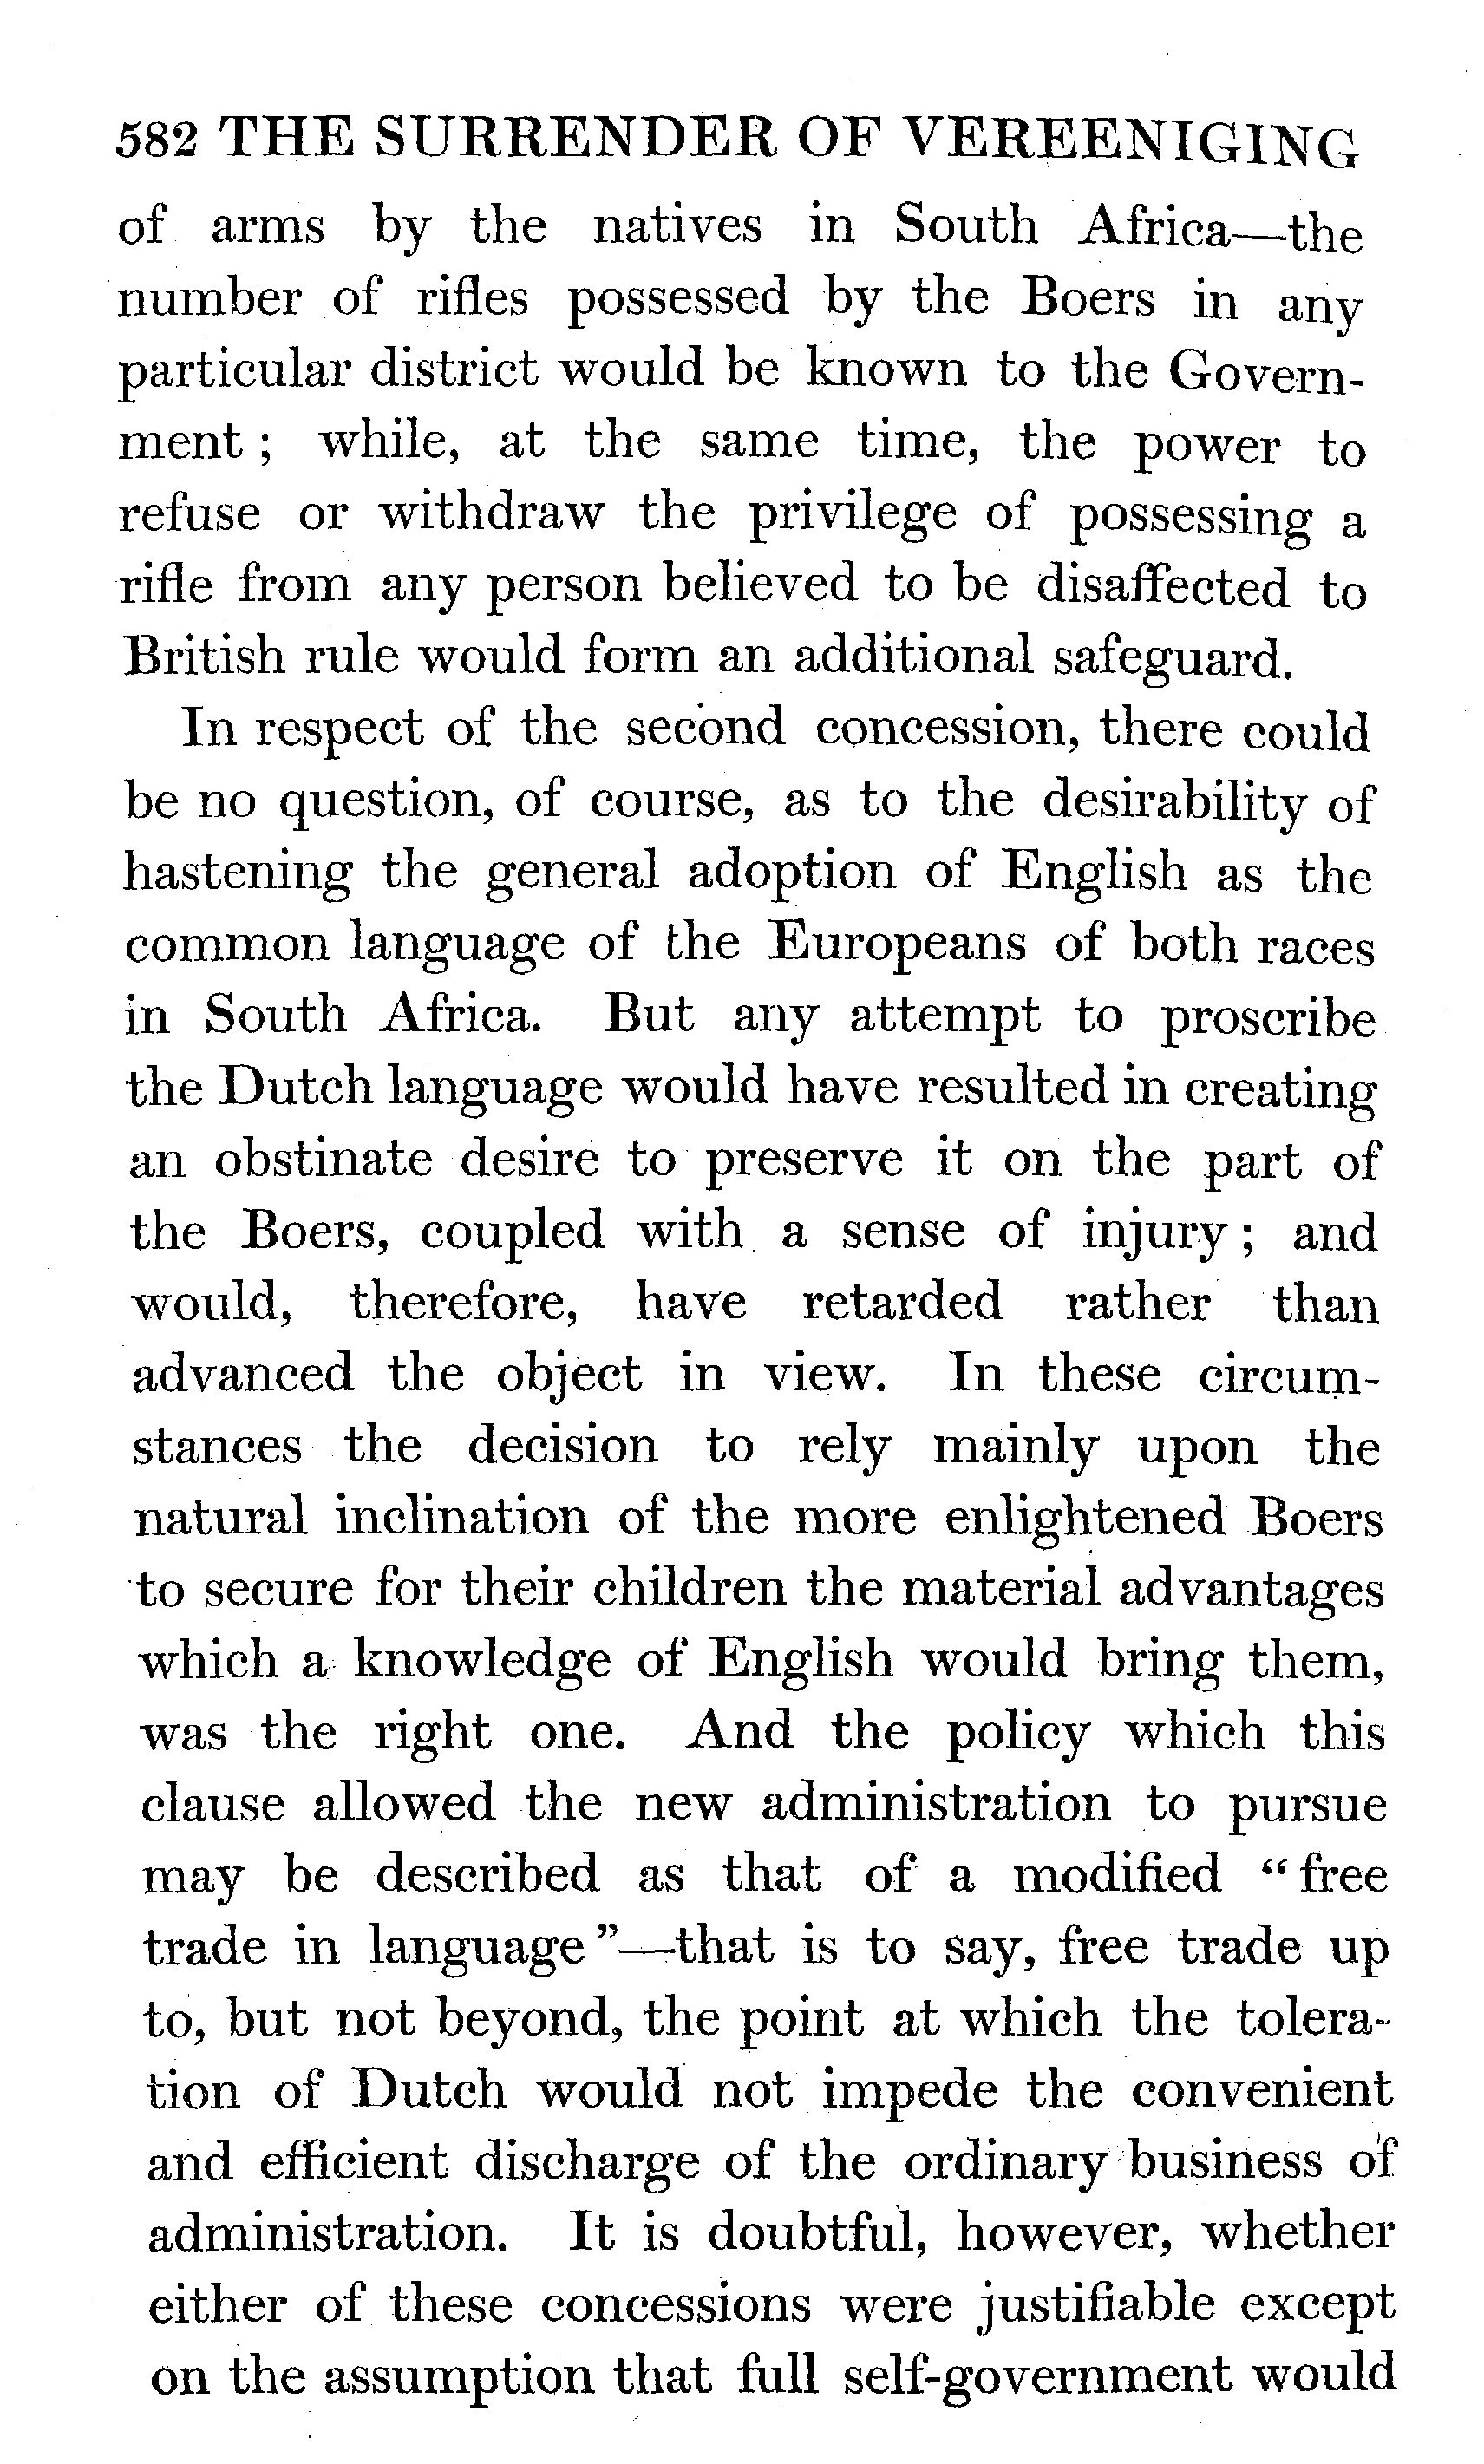 582 THE SURRENDER OF VEREENIGING
of arms by the natives in South Africa—the
number of rifles possessed by the Boers in any
particular district would be known to the Govern-
ment ; while, at the same time, the power to
refuse or withdraw the privilege of possessing a
rifle from any person believed to be disaffected to
British rule would form an additional safeguard.
In respect of the second concession, there could
be no question, of course, as to the desirability of
hastening the general adoption of English as the
common language of the Europeans of both races
in South Africa. But any attempt to proscribe
the Dutch language would have resulted in creating
an obstinate desire to preserve it on the part of
the Boers, coupled with a sense of injury ; and
would, therefore, have retarded rather than
advanced the object in view. In these circum-
stances the decision to rely mainly upon the
natural inclination of the more enlightened Boers
to secure for their children the material advantages
which a knowledge of English would bring them,
was the right one. And the policy which this
clause allowed the new administration to pursue
may be described as that of a modified “ free
trade in language ”—that is to say, free trade up
to, but not beyond, the point at which the tolera-
tion of Dutch would not impede the convenient
and efficient discharge of the ordinary business of
administration. It is doubtful, however, whether
either of these concessions were justifiable except
on the assumption that full self-government would